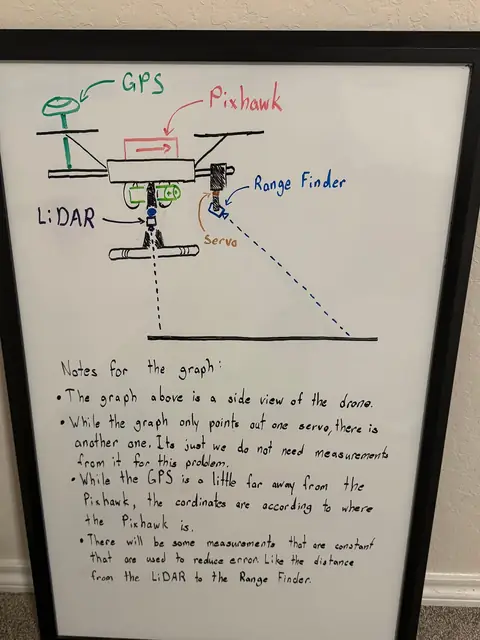 GPS
Pixhawk
Range Finder
LiDAR
Servo
Notes for the graph:
• The graph above is a side view of the drone.
• While the graph only points out one servo, there is
another one. Its just we do not need measurements
from it for this problem.
• While the GPS is a little far away from the
Pixhawk, the cordinates are according to where
the Pixhawk is.
• There will be some measurements that are constant
that are used to reduce error. Like the distance
from the LiDAR to the Range Finder.